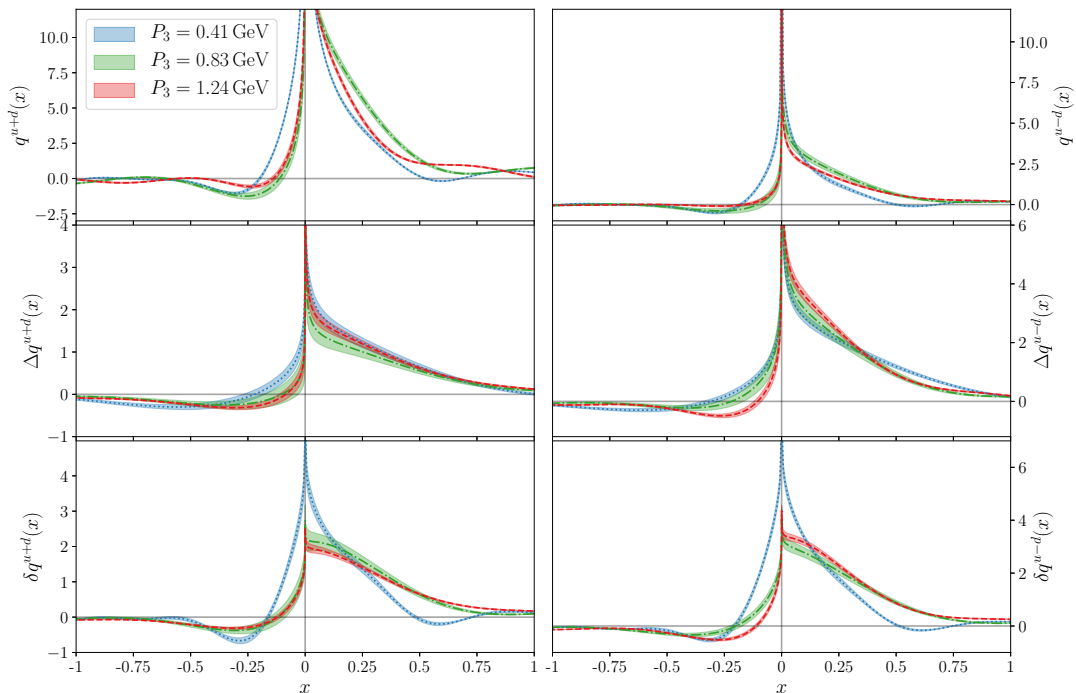 P₃ = 0.41 GeV
P₃ = 0.83 GeV
P₃ = 1.24 GeV
10.0
7.5
5.0
2.5
0.0
−2.5
q^{u+d}(x)
10.0
7.5
5.0
2.5
0.0
q^{u−d}(x)
4
3
2
1
0
−1
Δq^{u+d}(x)
6
4
2
0
Δq^{u−d}(x)
4
3
2
1
0
−1
δq^{u+d}(x)
6
4
2
0
δq^{u−d}(x)
-1 -0.75 -0.5 -0.25 0 0.25 0.5 0.75 1
-1 -0.75 -0.5 -0.25 0 0.25 0.5 0.75 1
x
x